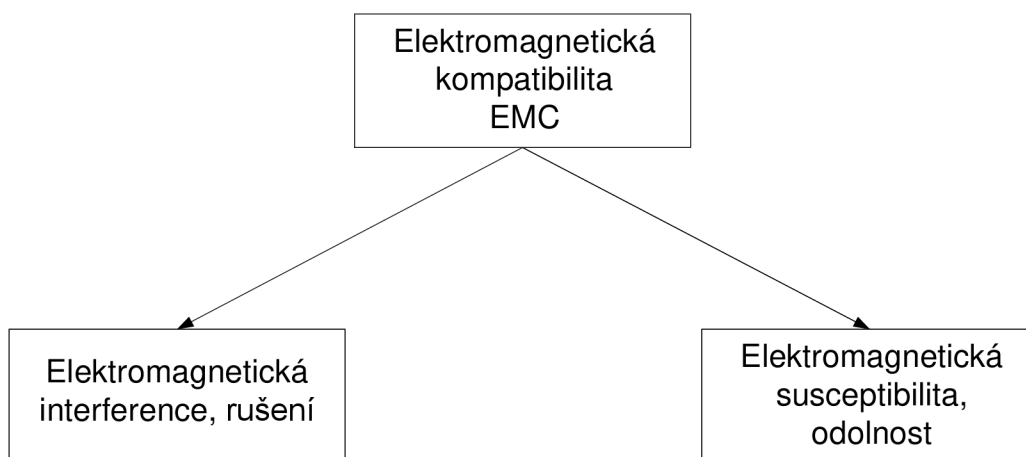 Elektromagnetická
kompatibilita
EMC
Elektromagnetická
interference, rušení
Elektromagnetická
susceptibilita,
odolnost